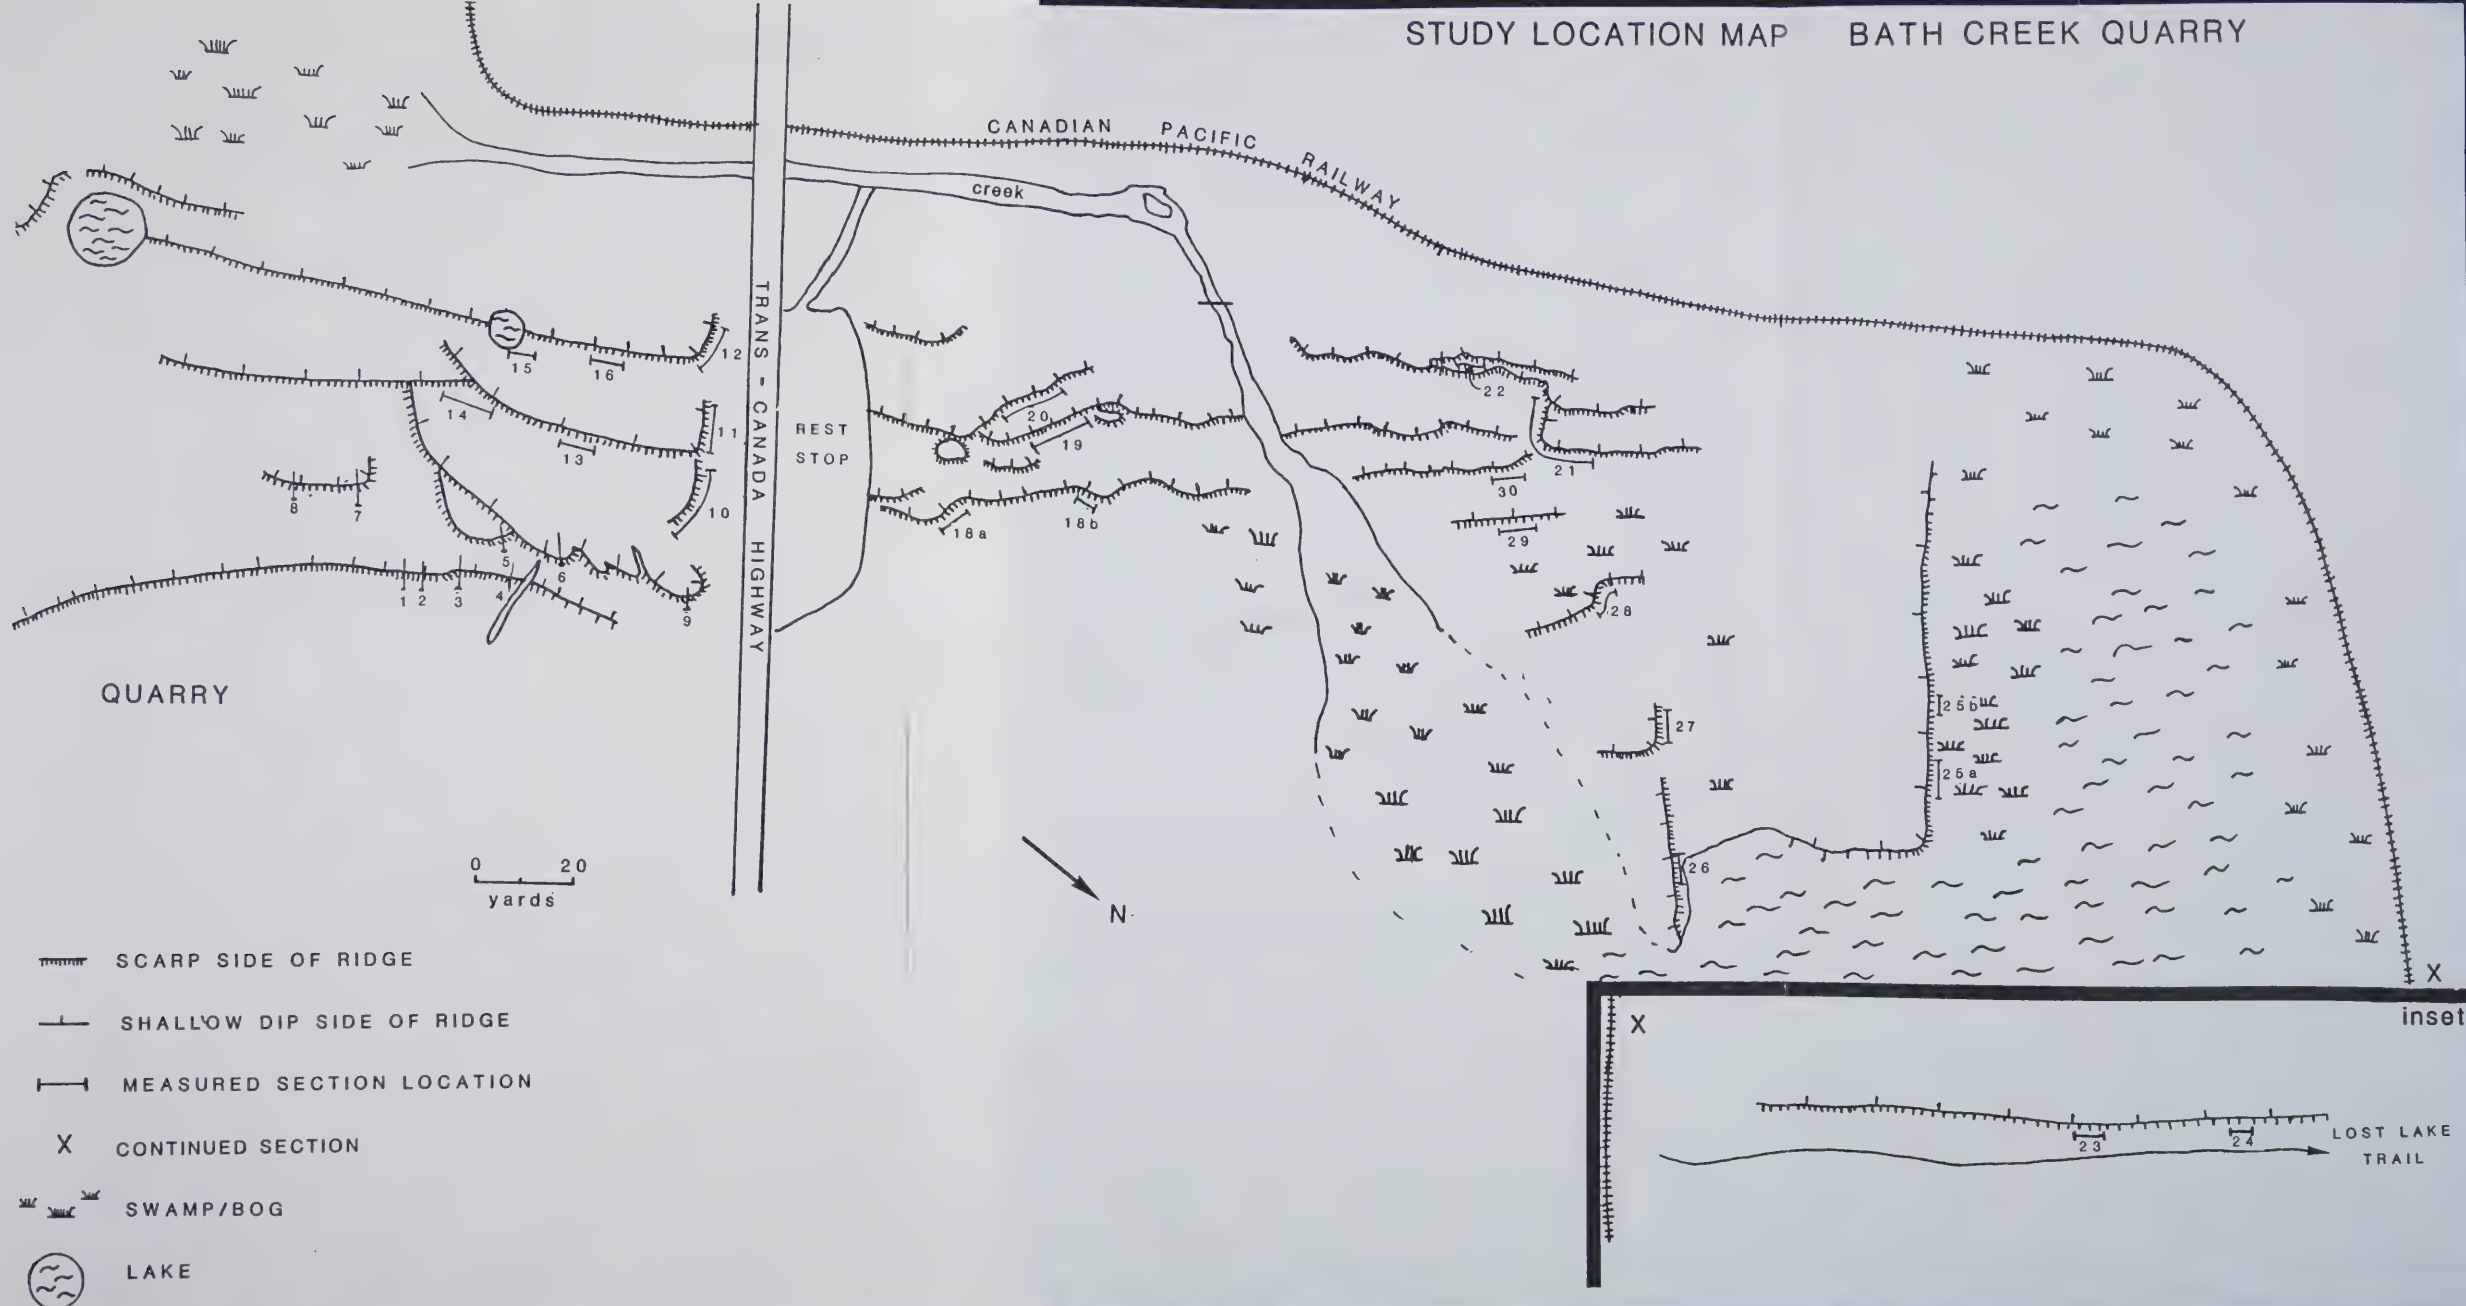 STUDY LOCATION MAP BATH CREEK QUARRY
CANADIAN PACIFIC RAILWAY
creek
TRANS - CANADA HIGHWAY
REST
STOP
12
15
16
14
11
13
10
8
7
5
6
1
2
3
4
9
20
19
18a
18b
22
21
30
29
28
27
25b
25a
26
QUARRY
0 20
yards
N
X
inset
X
23
24
LOST LAKE
TRAIL
SCARP SIDE OF RIDGE
SHALLOW DIP SIDE OF RIDGE
MEASURED SECTION LOCATION
X CONTINUED SECTION
SWAMP/BOG
LAKE